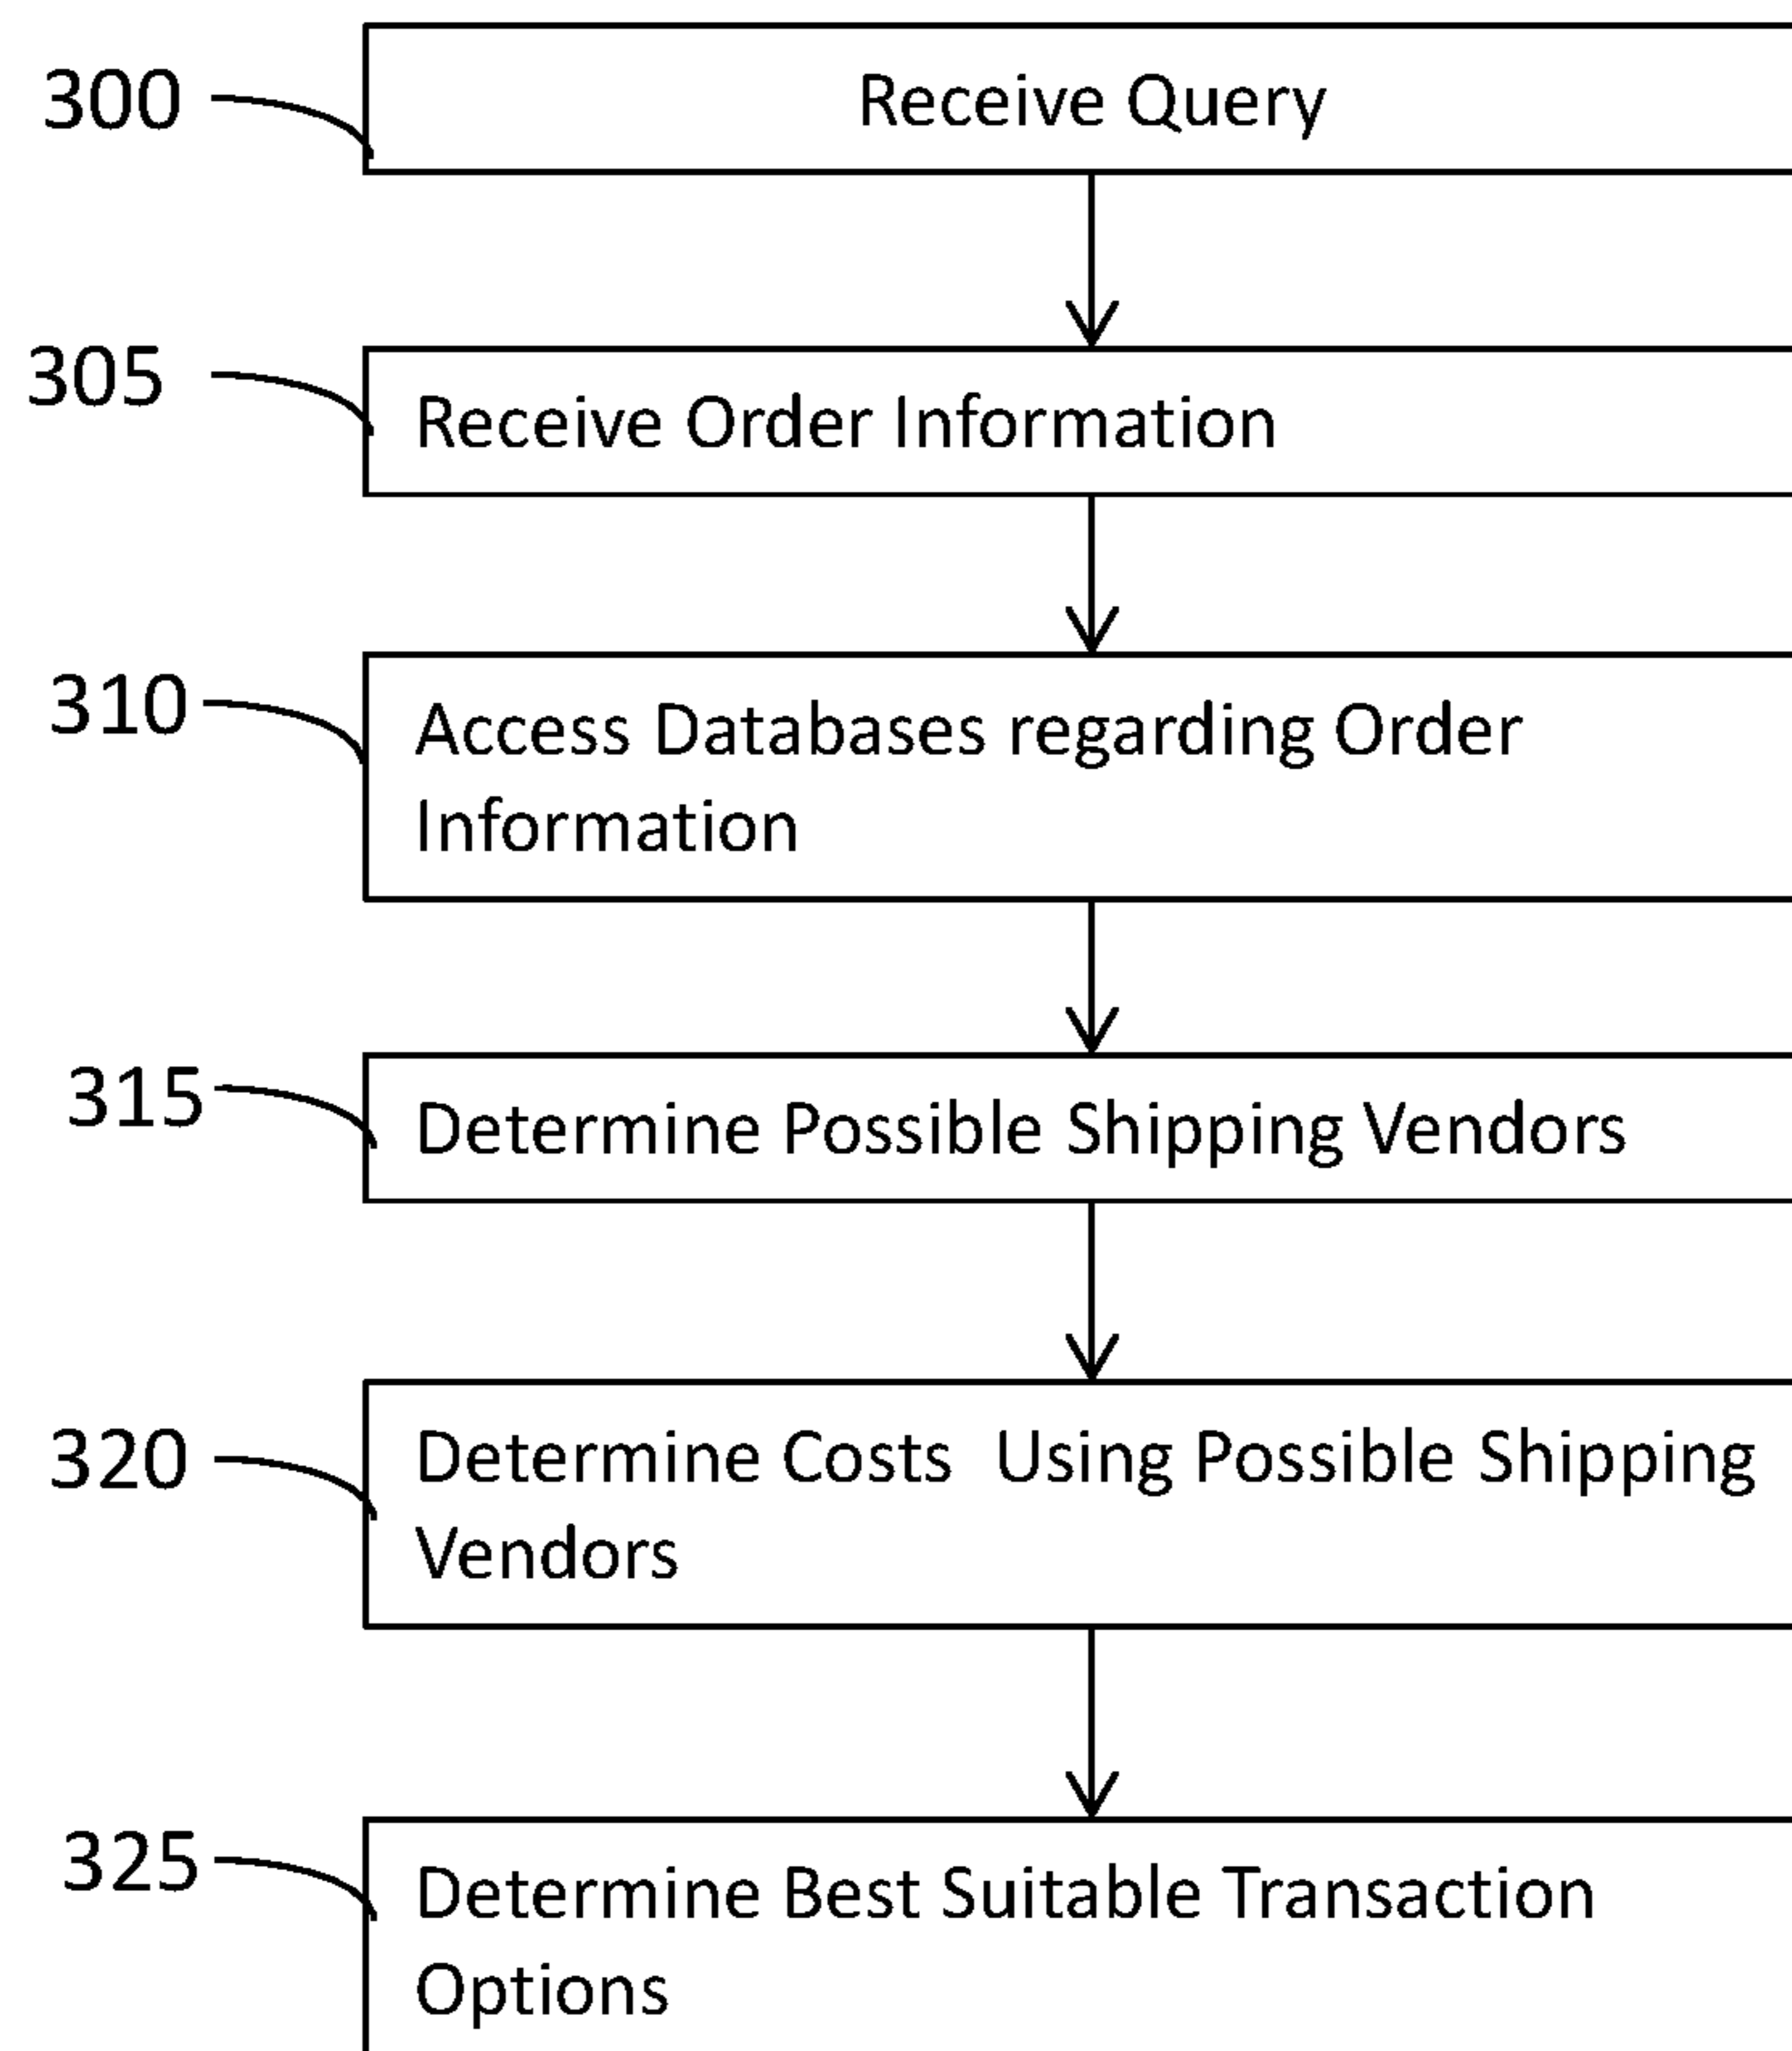 300
Receive Query
305
Receive Order Information
310
Access Databases regarding Order
Information
315
Determine Possible Shipping Vendors
320
Determine Costs  Using Possible Shipping
Vendors
325
Determine Best Suitable Transaction
Options